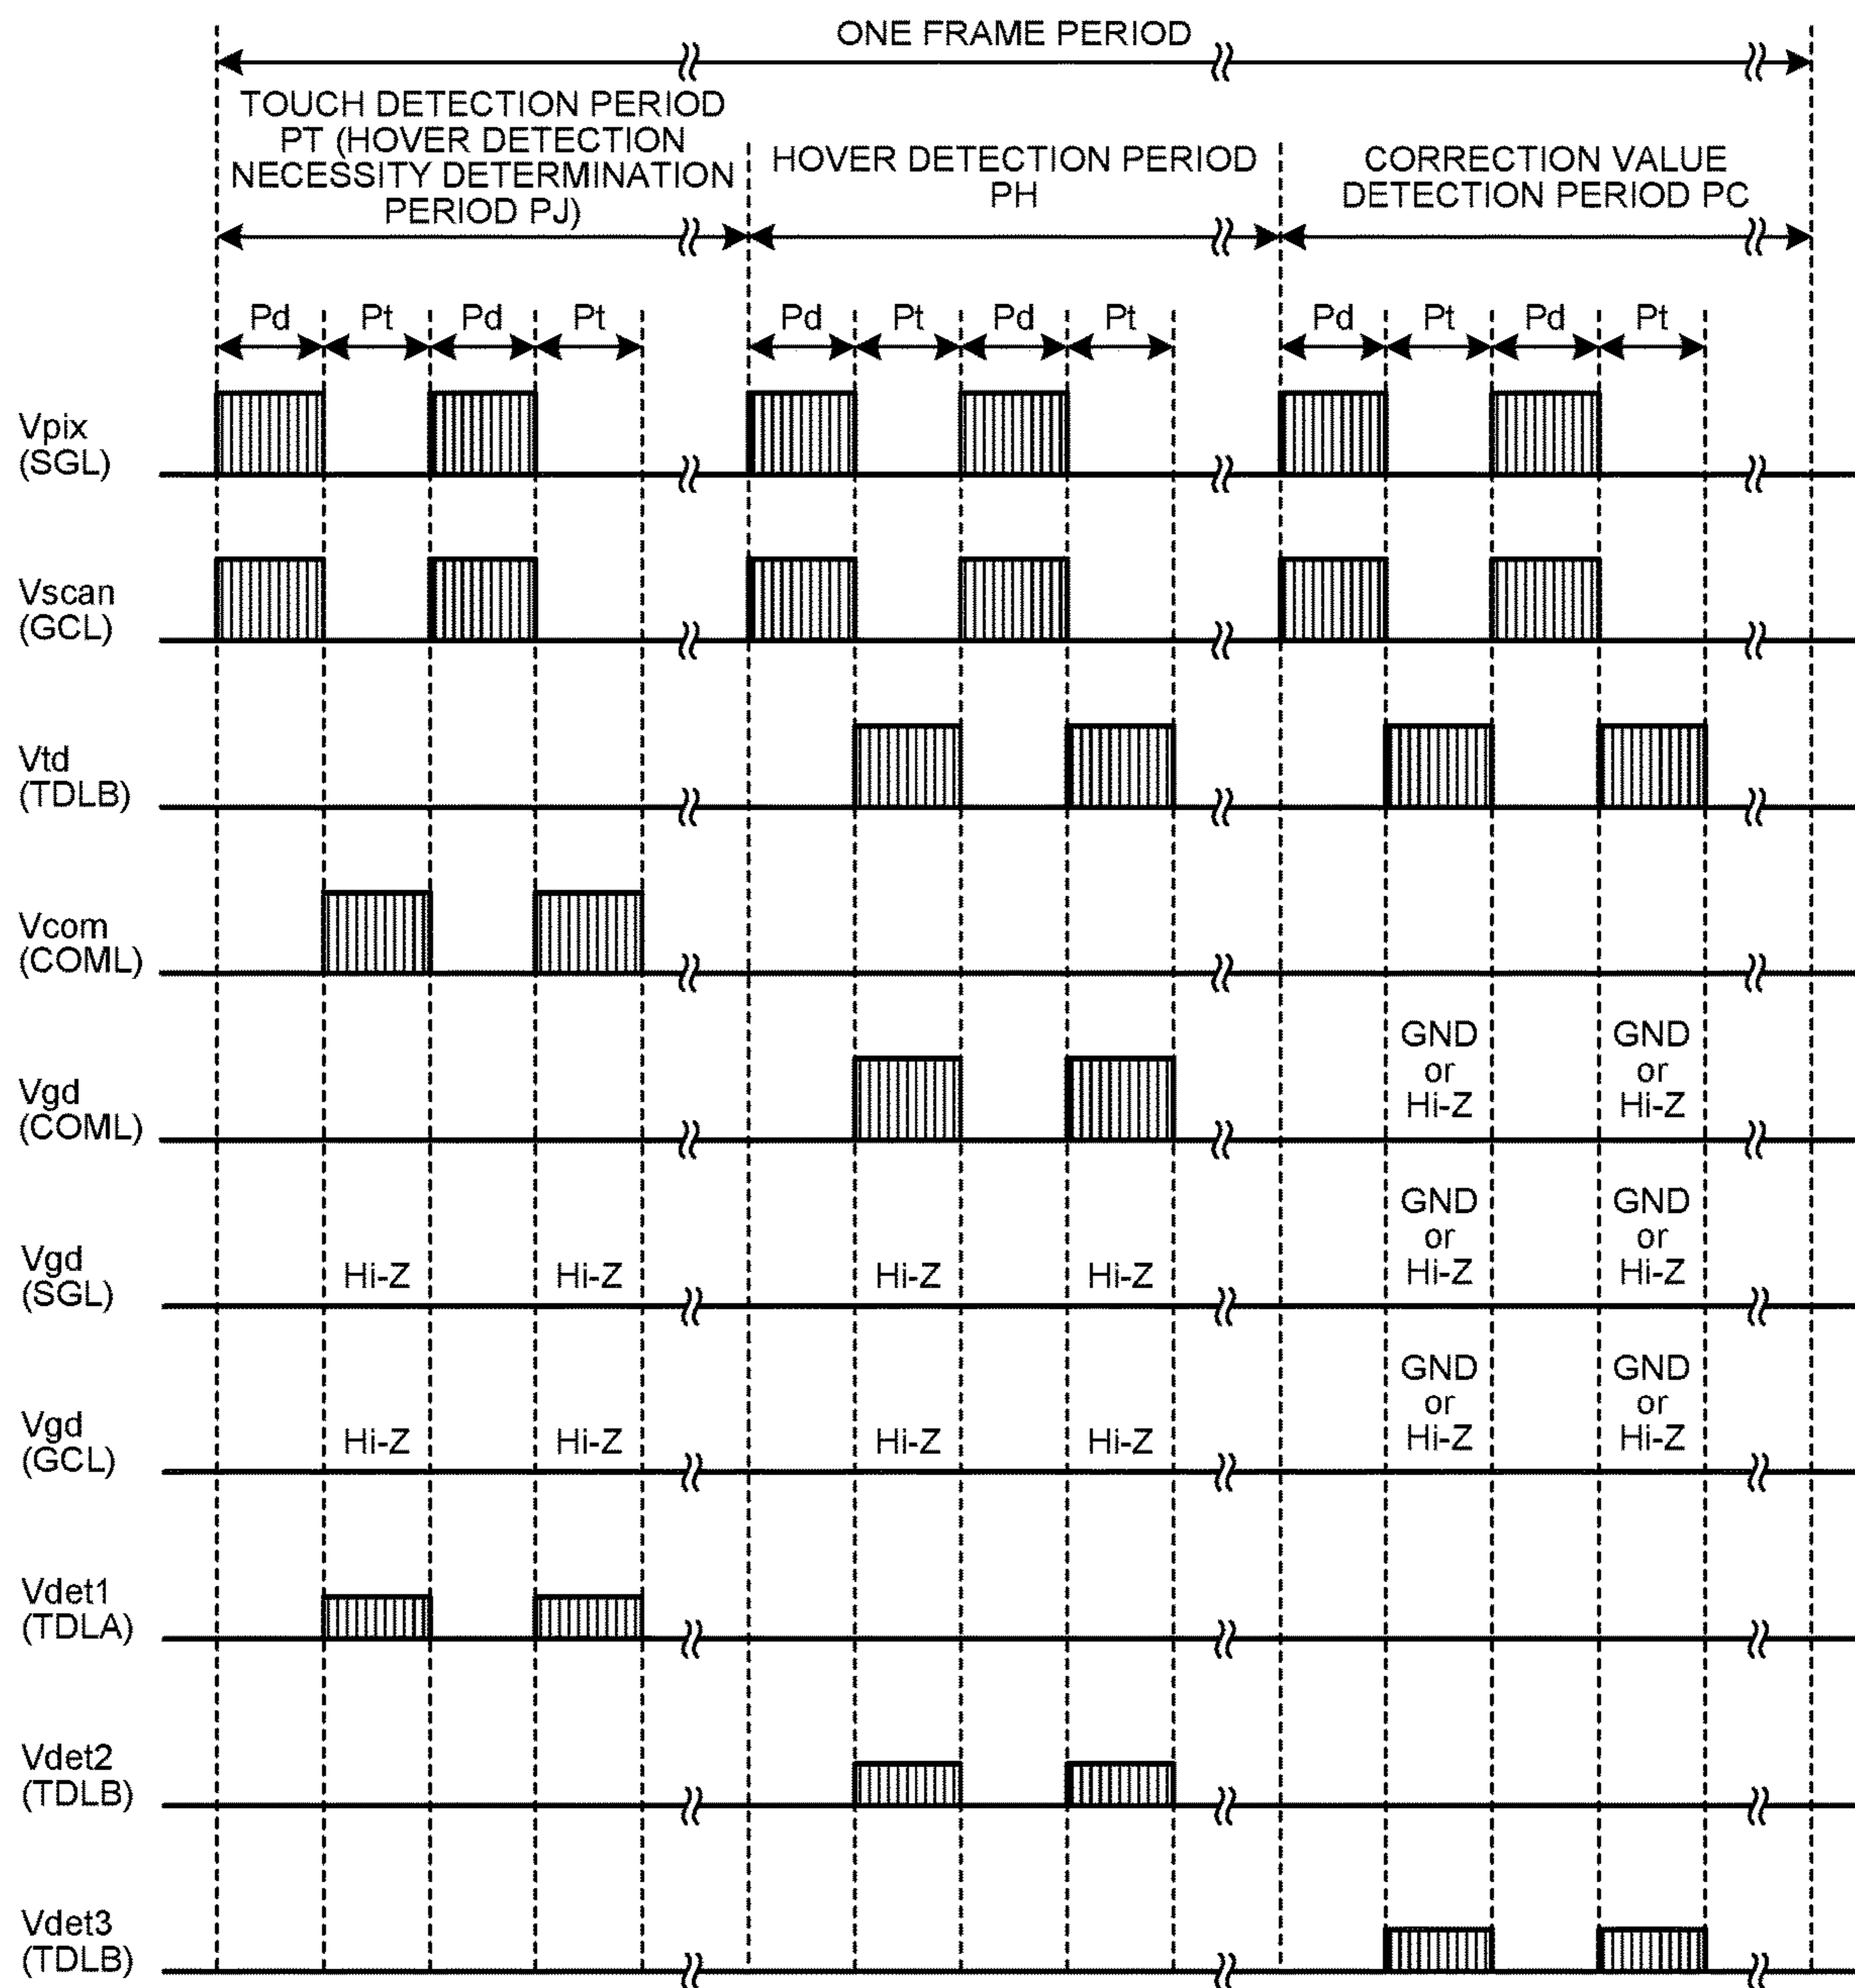 ONE FRAME PERIOD
TOUCH DETECTION PERIOD
PT (HOVER DETECTION
NECESSITY DETERMINATION
PERIOD PJ)
HOVER DETECTION PERIOD
PH
CORRECTION VALUE
DETECTION PERIOD PC
Pd Pt Pd Pt Pd Pt Pd Pt Pd Pt Pd Pt
Vpix
(SGL)
Vscan
(GCL)
Vtd
(TDLB)
Vcom
(COML)
Vgd
(COML)
GND GND
or or
Hi-Z Hi-Z
Vgd
(SGL)
Hi-Z Hi-Z Hi-Z Hi-Z
GND GND
or or
Hi-Z Hi-Z
Vgd
(GCL)
Hi-Z Hi-Z Hi-Z Hi-Z
GND GND
or or
Hi-Z Hi-Z
Vdet1
(TDLA)
Vdet2
(TDLB)
Vdet3
(TDLB)